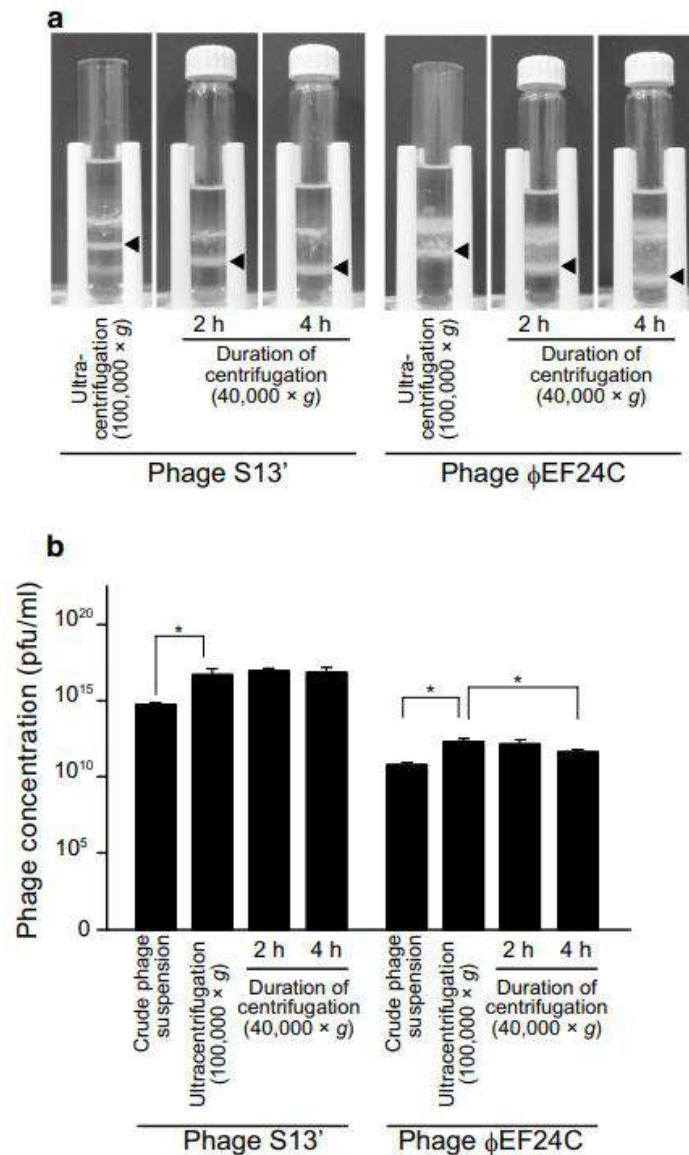 a
2 h
4 h
2 h
4 h
Ultra-
centrifugation
(100,000 × g)
Duration of
centrifugation
(40,000 × g)
Ultra-
centrifugation
(100,000 × g)
Duration of
centrifugation
(40,000 × g)
Phage S13’
Phage ϕEF24C
b
Phage concentration (pfu/ml)
10²⁰
10¹⁵
10¹⁰
10⁵
0
*
*
*
Crude phage
suspension
Ultracentrifugation
(100,000 × g)
2 h
4 h
Duration of
centrifugation
(40,000 × g)
Crude phage
suspension
Ultracentrifugation
(100,000 × g)
2 h
4 h
Duration of
centrifugation
(40,000 × g)
Phage S13’
Phage ϕEF24C